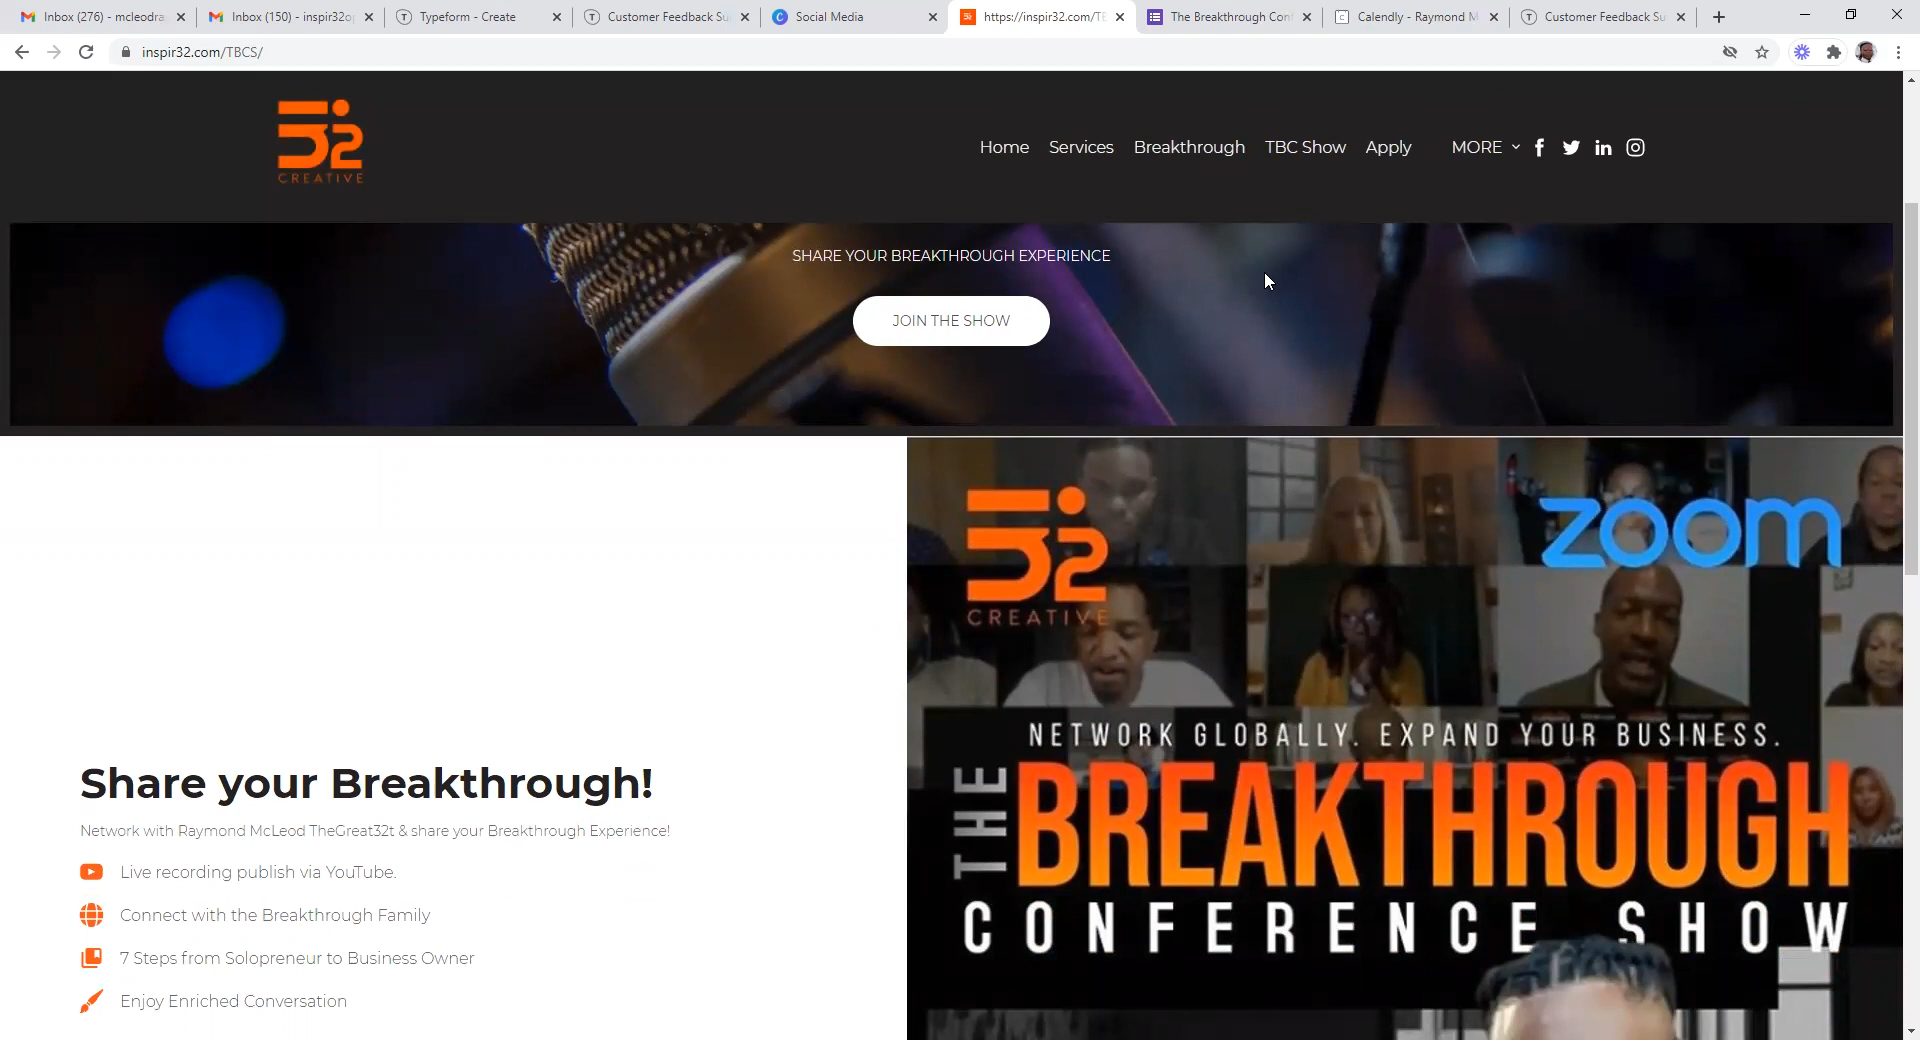 Inbox (276) - mcleodra
Inbox (150) - inspir32o
Typeform - Create
Customer Feedback Su
Social Media
https://inspir32.com/TB
The Breakthrough Con
Calendly - Raymond M
Customer Feedback Su
inspir32.com/TBCS/
32
CREATIVE
Home
Services
Breakthrough
TBC Show
Apply
MORE
SHARE YOUR BREAKTHROUGH EXPERIENCE
JOIN THE SHOW
Share your Breakthrough!
Network with Raymond McLeod TheGreat32t & share your Breakthrough Experience!
Live recording publish via YouTube.
Connect with the Breakthrough Family
7 Steps from Solopreneur to Business Owner
Enjoy Enriched Conversation
32
CREATIVE
zoom
NETWORK GLOBALLY. EXPAND YOUR BUSINESS.
THE BREAKTHROUGH
CONFERENCE SHOW